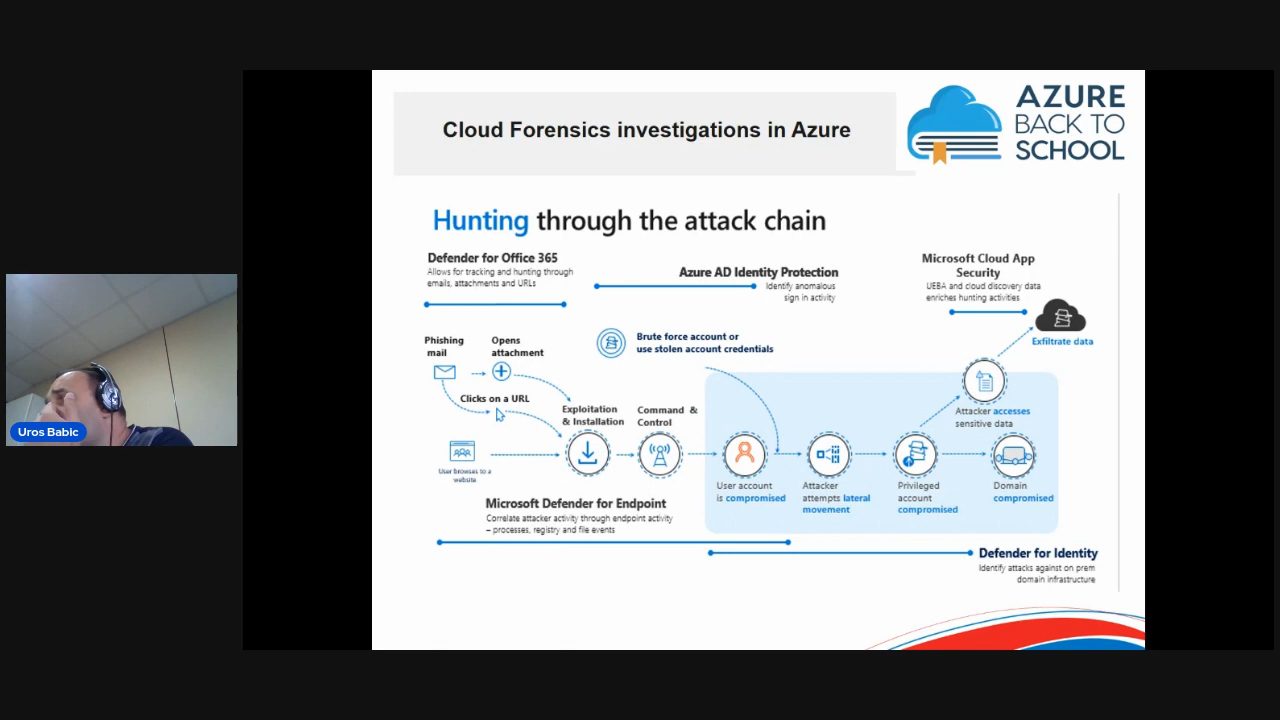 Cloud Forensics investigations in Azure
AZURE
BACK TO
SCHOOL
Hunting through the attack chain
Defender for Office 365
Allows for tracking and hunting through
emails, attachments and URLs
Azure AD Identity Protection
Identify anomalous
sign in activity
Microsoft Cloud App
Security
UEBA and cloud discovery data
enriches hunting activities
Phishing
mail
Opens
attachment
Brute force account or
use stolen account credentials
Exfiltrate data
Clicks on a URL
Exploitation
& Installation
Command &
Control
Attacker accesses
sensitive data
User browses to a
website
User account
is compromised
Attacker
attempts lateral
movement
Privileged
account
compromised
Domain
compromised
Microsoft Defender for Endpoint
Correlate attacker activity through endpoint activity
– processes, registry and file events
Defender for Identity
Identify attacks against on prem
domain infrastructure
Uros Babic